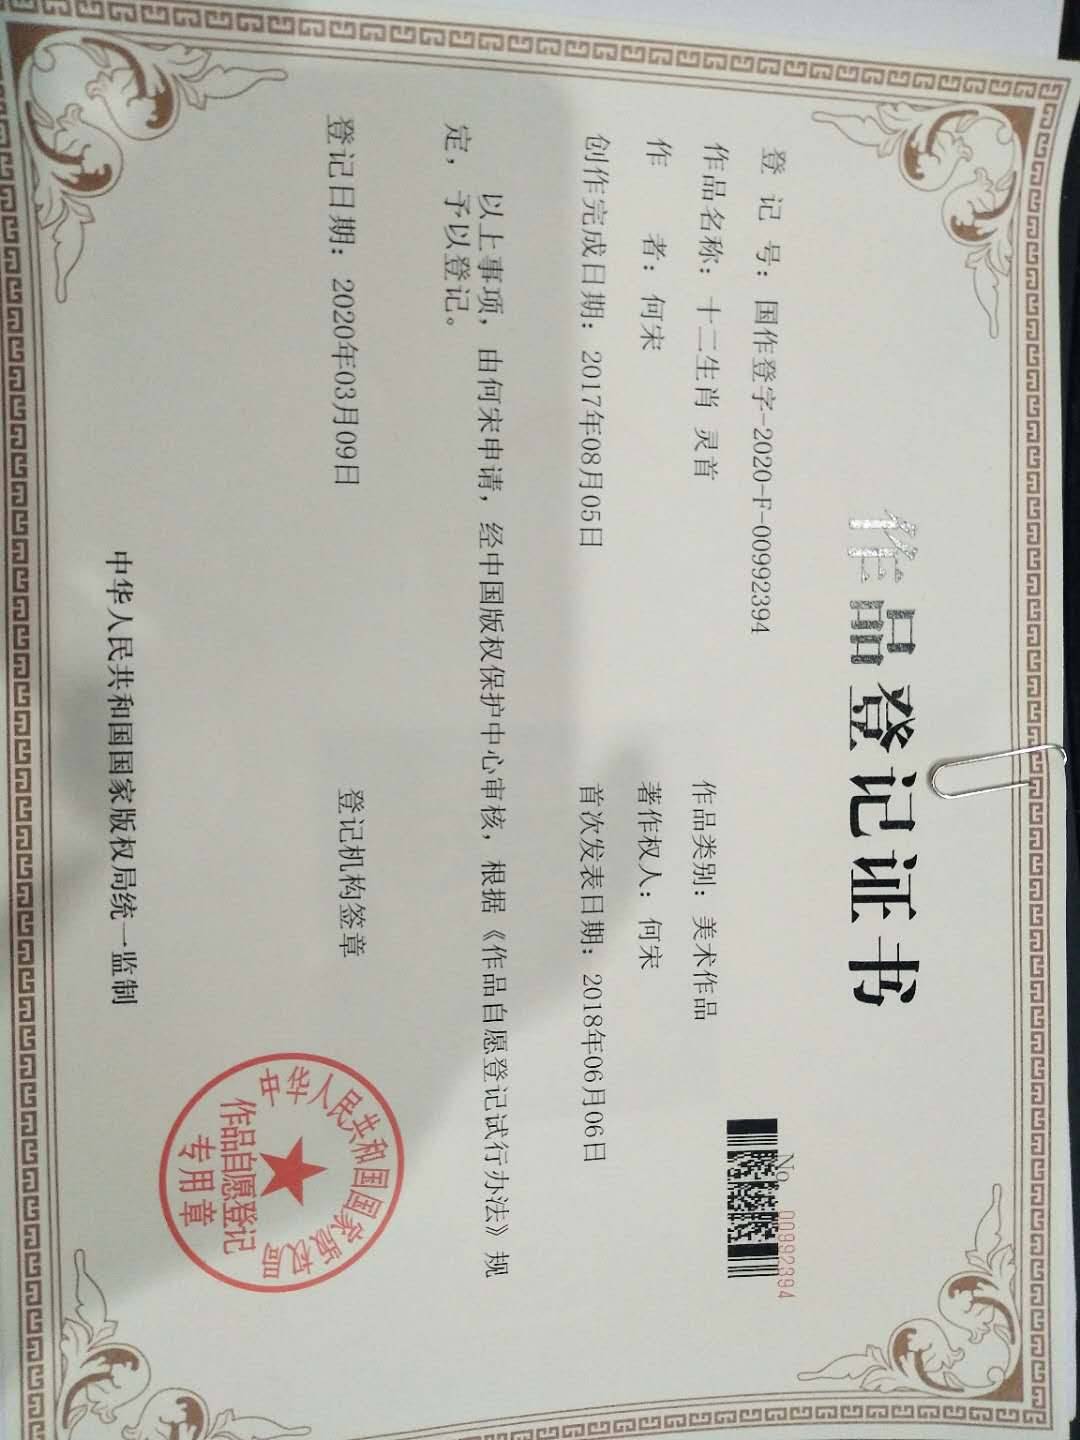 作品登记证书
No. 00992394
登 记 号：国作登字-2020-F-00992394
作品名称：十二生肖 灵首 作品类别：美术作品
作 者：何宋 著作权人：何宋
创作完成日期：2017年08月05日 首次发表日期：2018年06月06日
以上事项，由何宋申请，经中国版权保护中心审核，根据《作品自愿登记试行办法》规
定，予以登记。
登记日期：2020年03月09日 登记机构签章
中华人民共和国国家版权局
作品自愿登记
专用章
中华人民共和国国家版权局统一监制